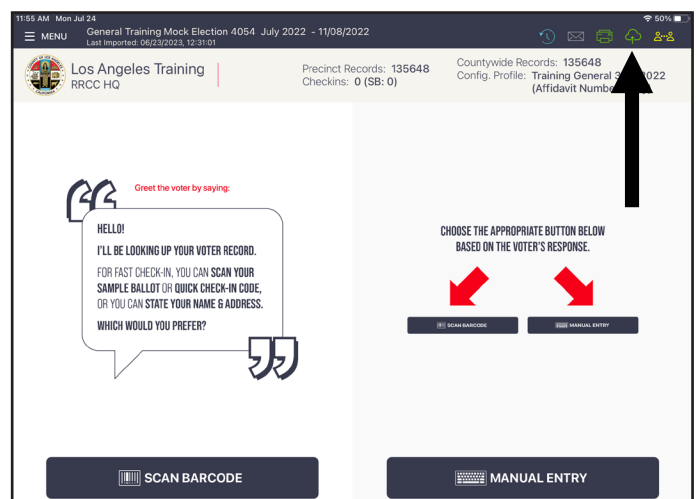 11:55 AM Mon Jul 24
50%
MENU
General Training Mock Election 4054 July 2022 - 11/08/2022
Last Imported: 06/23/2023, 12:31:01
Los Angeles Training
RRCC HQ
Precinct Records: 135648
Checkins: 0 (SB: 0)
Countywide Records: 135648
Config. Profile: Training General 2022
(Affidavit
Greet the voter by saying:
HELLO!
I'LL BE LOOKING UP YOUR VOTER RECORD.
FOR FAST CHECK-IN, YOU CAN SCAN YOUR
SAMPLE BALLOT OR QUICK CHECK-IN CODE,
OR YOU CAN STATE YOUR NAME & ADDRESS.
WHICH WOULD YOU PREFER?
CHOOSE THE APPROPRIATE BUTTON BELOW
BASED ON THE VOTER'S RESPONSE.
SCAN BARCODE
MANUAL ENTRY
SCAN BARCODE
MANUAL ENTRY